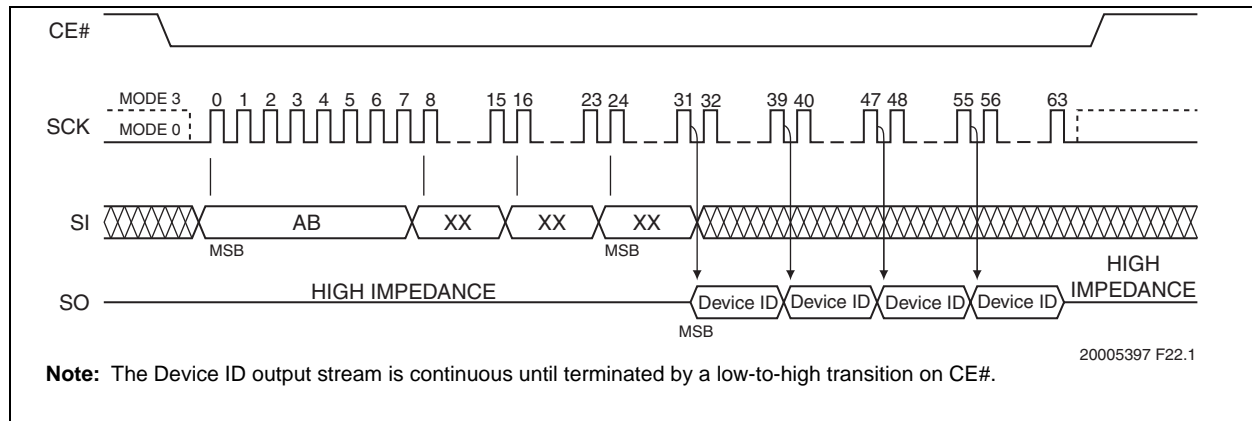 CE#
MODE 3
0 1 2 3 4 5 6 7 8 15 16 23 24 31 32 39 40 47 48 55 56 63
SCK
MODE 0
SI
AB XX XX XX
MSB MSB
HIGH
HIGH IMPEDANCE
IMPEDANCE
SO
Device ID Device ID Device ID Device ID
MSB
20005397 F22.1
Note: The Device ID output stream is continuous until terminated by a low-to-high transition on CE#.